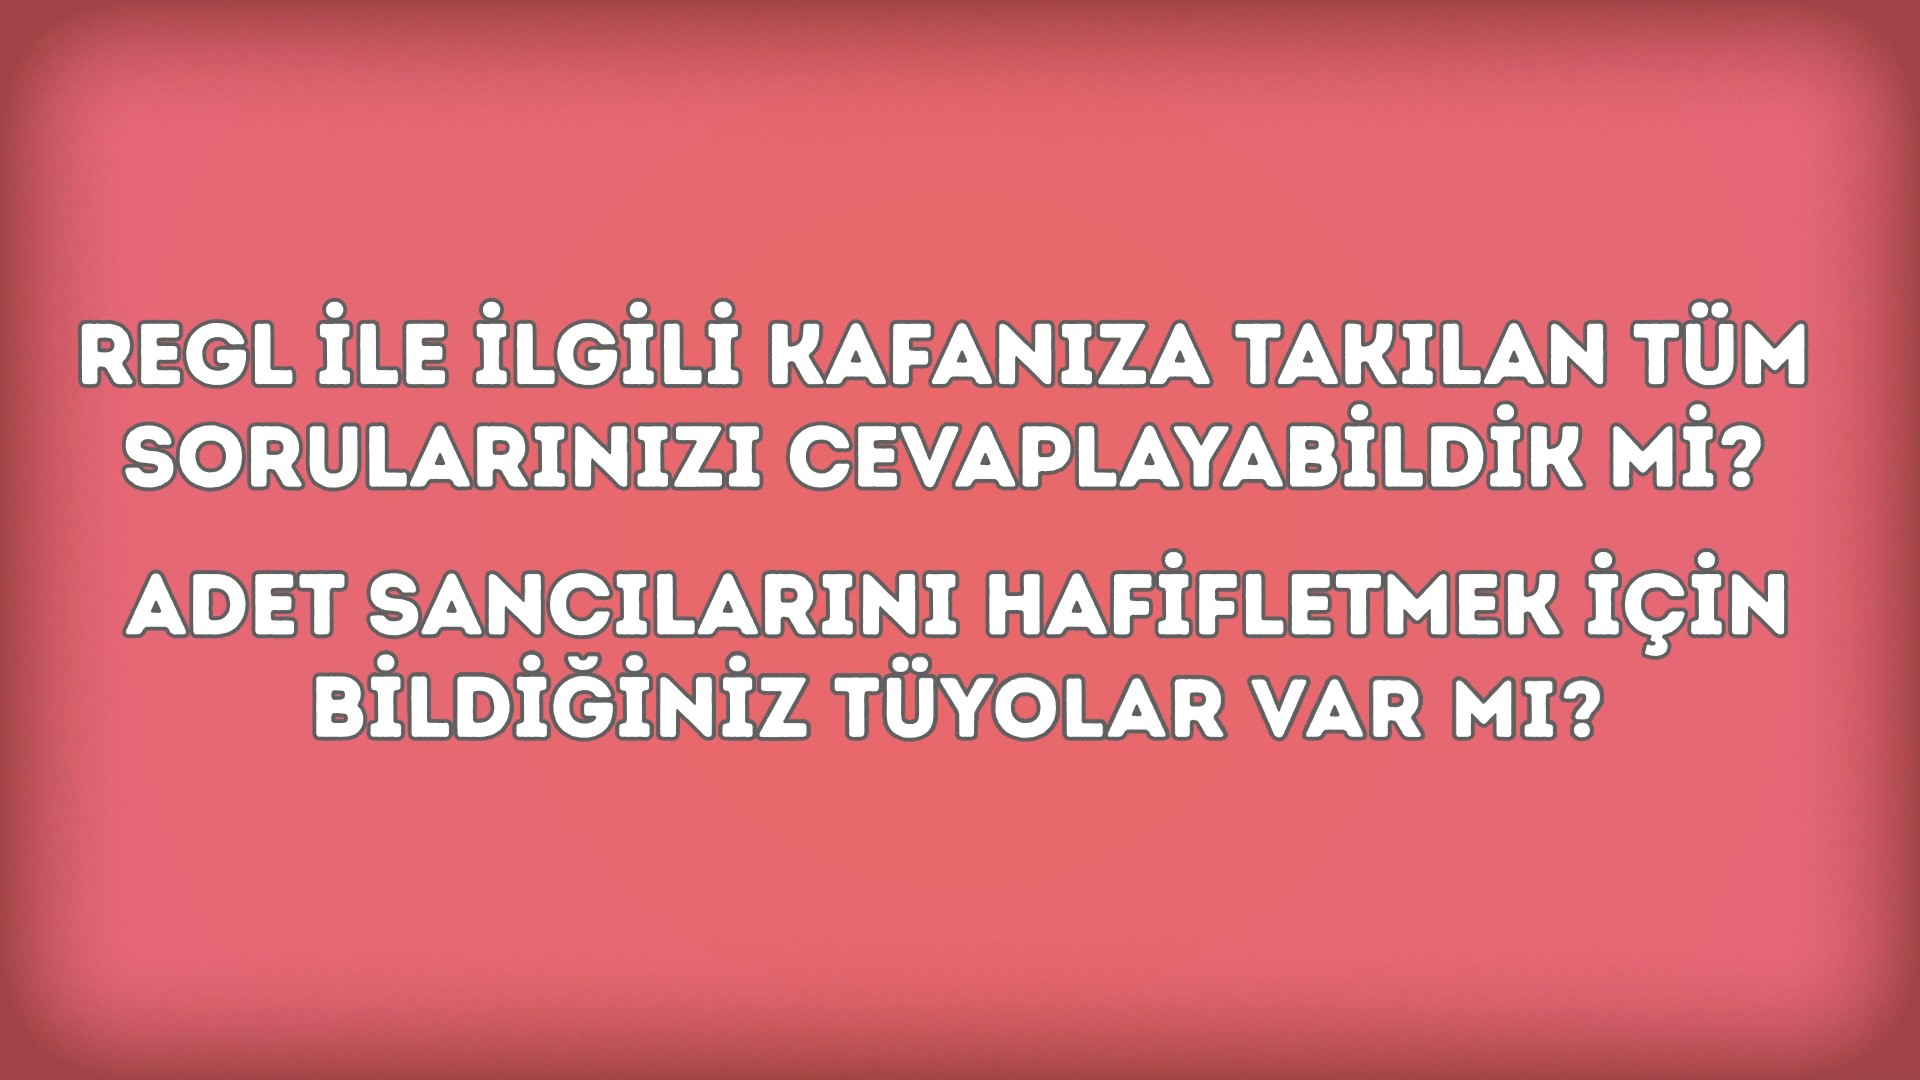 REGL İLE İLGİLİ KAFANIZA TAKILAN TÜM
SORULARINIZI CEVAPLAYABİLDİK Mİ?
ADET SANCILARINI HAFİFLETMEK İÇİN
BİLDİĞİNİZ TÜYOLAR VAR MI?